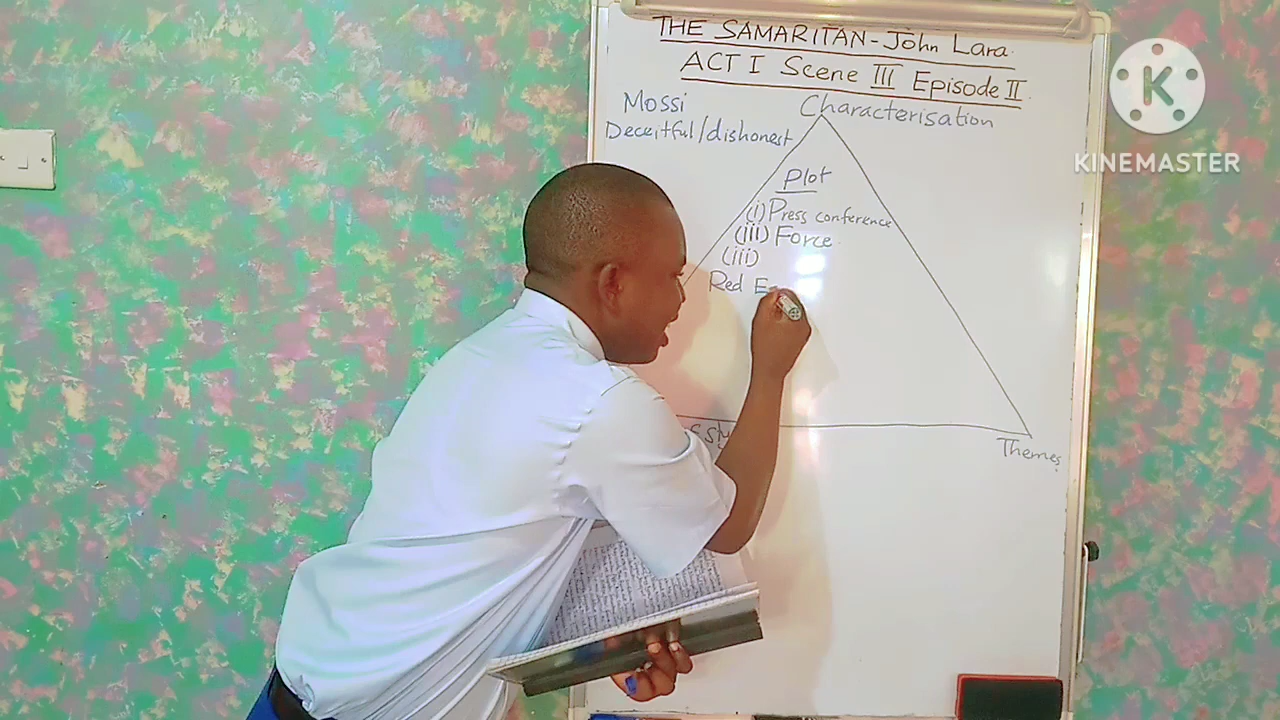 THE SAMARITAN - John Lara.
ACT I Scene III Episode II.
Mossi
Characterisation
Deceitful/dishonest
Plot
(i) Press conference
(iii) Force.
(iii)
Red E
Themes
K
KINEMASTER